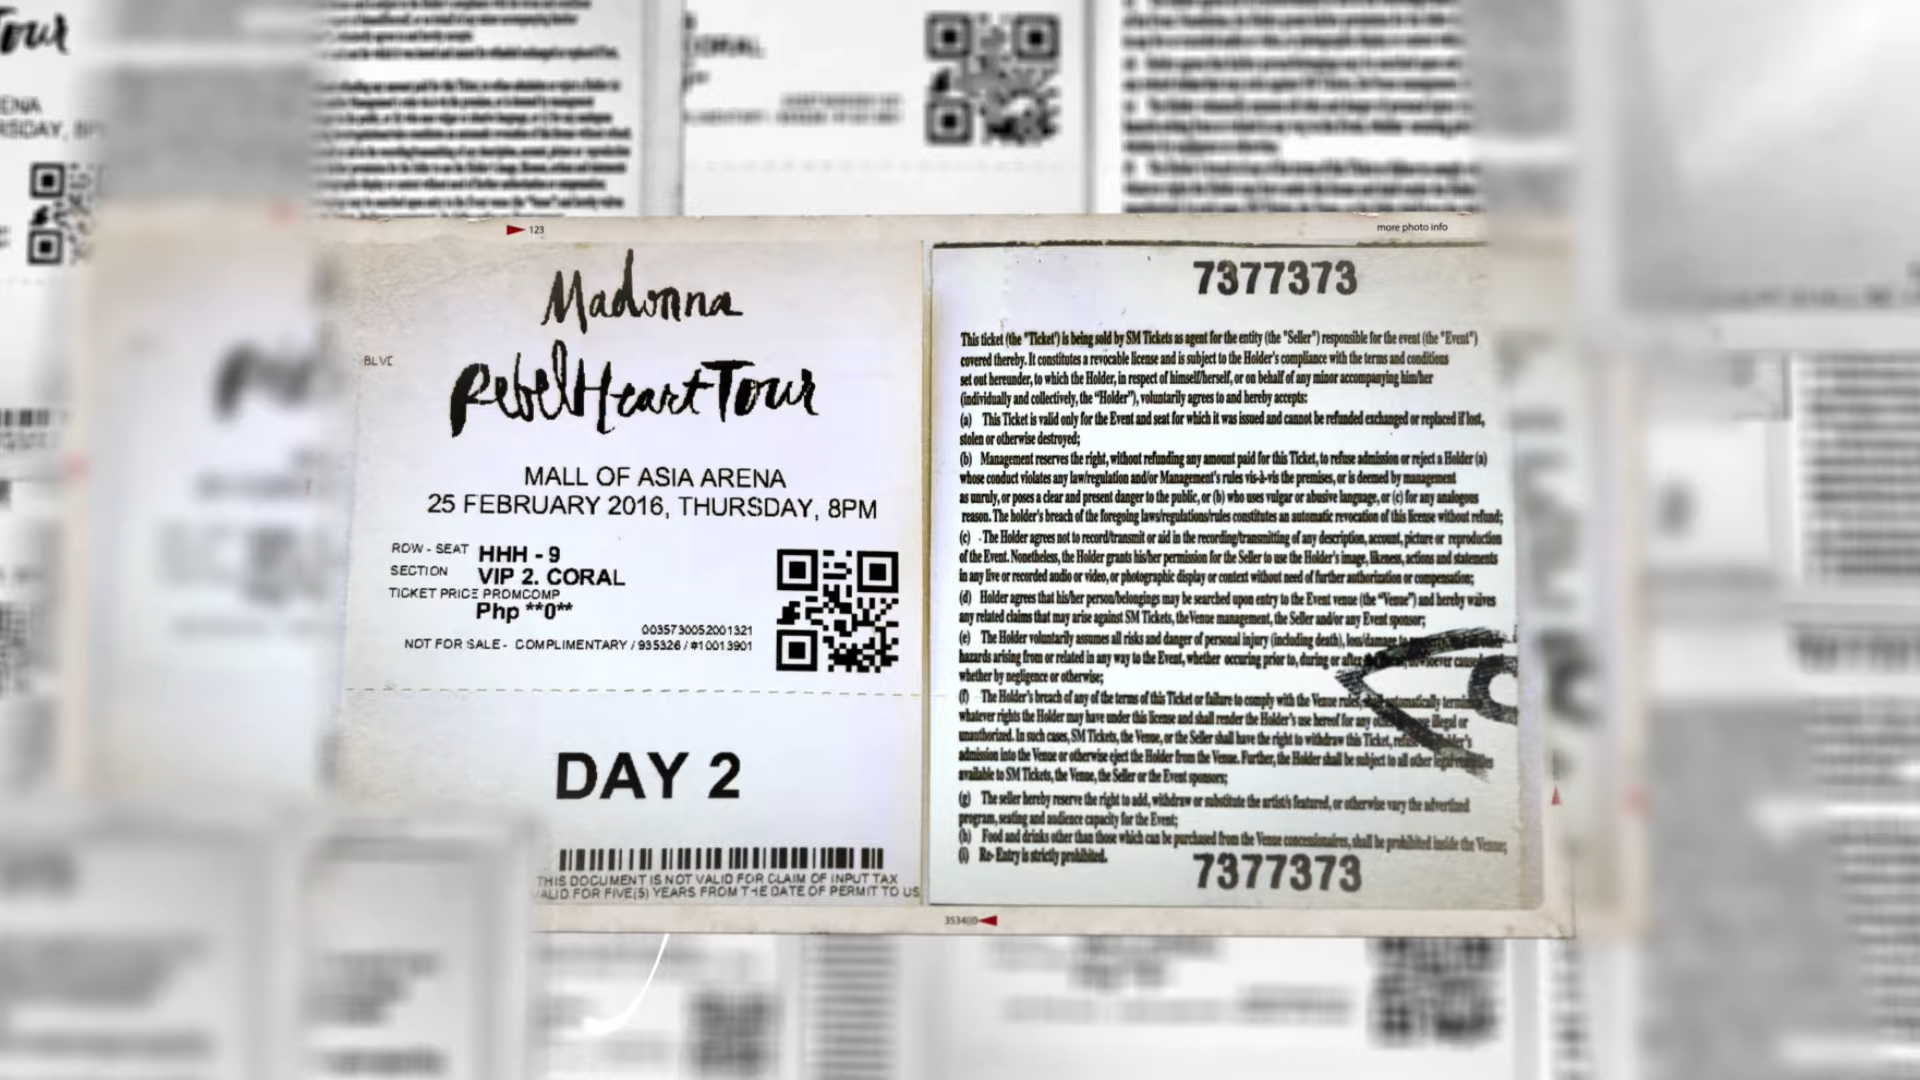 123
more photo info
Madonna
BLVD
RebelHeartTour
MALL OF ASIA ARENA
25 FEBRUARY 2016, THURSDAY, 8PM
ROW - SEAT HHH - 9
SECTION VIP 2. CORAL
TICKET PRICE PROMCOMP
Php **0**
0035730052001321
NOT FOR SALE - COMPLIMENTARY / 935326 / #10013901
DAY 2
THIS DOCUMENT IS NOT VALID FOR CLAIM OF INPUT TAX
ALID FOR FIVE(5) YEARS FROM THE DATE OF PERMIT TO US
7377373
This ticket (the "Ticket') is being sold by SM Tickets as agent for the entity (the "Seller") responsible for the event (the "Event")
covered thereby. It constitutes a revocable license and is subject to the Holder's compliance with the terms and conditions
set out hereunder, to which the Holder, in respect of himself/herself, or on behalf of any minor accompanying him/her
(individually and collectively, the "Holder"), voluntarily agrees to and hereby accepts:
(a) This Ticket is valid only for the Event and seat for which it was issued and cannot be refunded exchanged or replaced if lost,
stolen or otherwise destroyed;
(b) Management reserves the right, without refunding any amount paid for this Ticket, to refuse admission or reject a Holder (a)
whose conduct violates any law/regulation and/or Management's rules vis-à-vis the premises, or is deemed by management
as unruly, or poses a clear and present danger to the public, or (b) who uses vulgar or abusive language, or (c) for any analogous
reason. The holder's breach of the foregoing laws/regulations/rules constitutes an automatic revocation of this license without refund;
(c) The Holder agrees not to record/transmit or aid in the recording/transmitting of any description, account, picture or reproduction
of the Event. Nonetheless, the Holder grants his/her permission for the Seller to use the Holder's image, likeness, actions and statements
in any live or recorded audio or video, or photographic display or context without need of further authorization or compensation;
(d) Holder agrees that his/her person/belongings may be searched upon entry to the Event venue (the "Venue") and hereby waives
any related claims that may arise against SM Tickets, the Venue management, the Seller and/or any Event sponsor;
(e) The Holder voluntarily assumes all risks and danger of personal injury (including death), loss/damage to
hazards arising from or related in any way to the Event, whether occuring prior to, during or after
whether by negligence or otherwise;
(f) The Holder's breach of any of the terms of this Ticket or failure to comply with the Venue rules, shall automatically
whatever rights the Holder may have under this license and shall render the Holder's use hereof for any illegal or
unauthorized. In such cases, SM Tickets, the Venue, or the Seller shall have the right to withdraw this Ticket,
admission into the Venue or otherwise eject the Holder from the Venue. Further, the Holder shall be subject to all other legal
available to SM Tickets, the Venue, the Seller or the Event sponsors;
(g) The seller hereby reserve the right to add, withdraw or substitute the artist/s featured, or otherwise vary the advertized
program, seating and audience capacity for the Event;
(h) Food and drinks other than those which can be purchased from the Venue concessionaires, shall be prohibited inside the Venue;
(i) Re-Entry is strictly prohibited.
7377373
3534||0